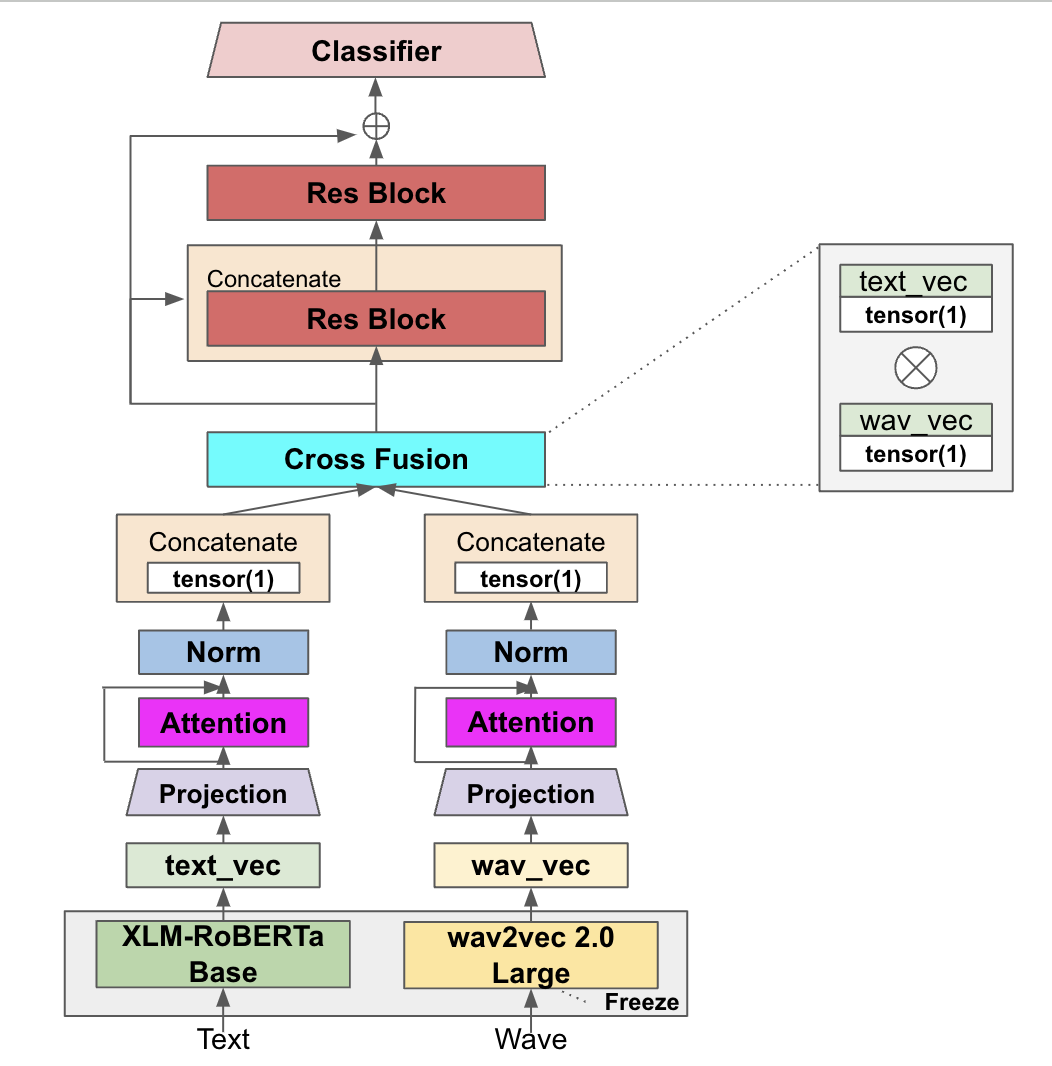 Classifier
Res Block
Concatenate
Res Block
Cross Fusion
text_vec
tensor(1)
wav_vec
tensor(1)
Concatenate
tensor(1)
Concatenate
tensor(1)
Norm
Norm
Attention
Attention
Projection
Projection
text_vec
wav_vec
XLM-RoBERTa
Base
wav2vec 2.0
Large
Freeze
Text
Wave